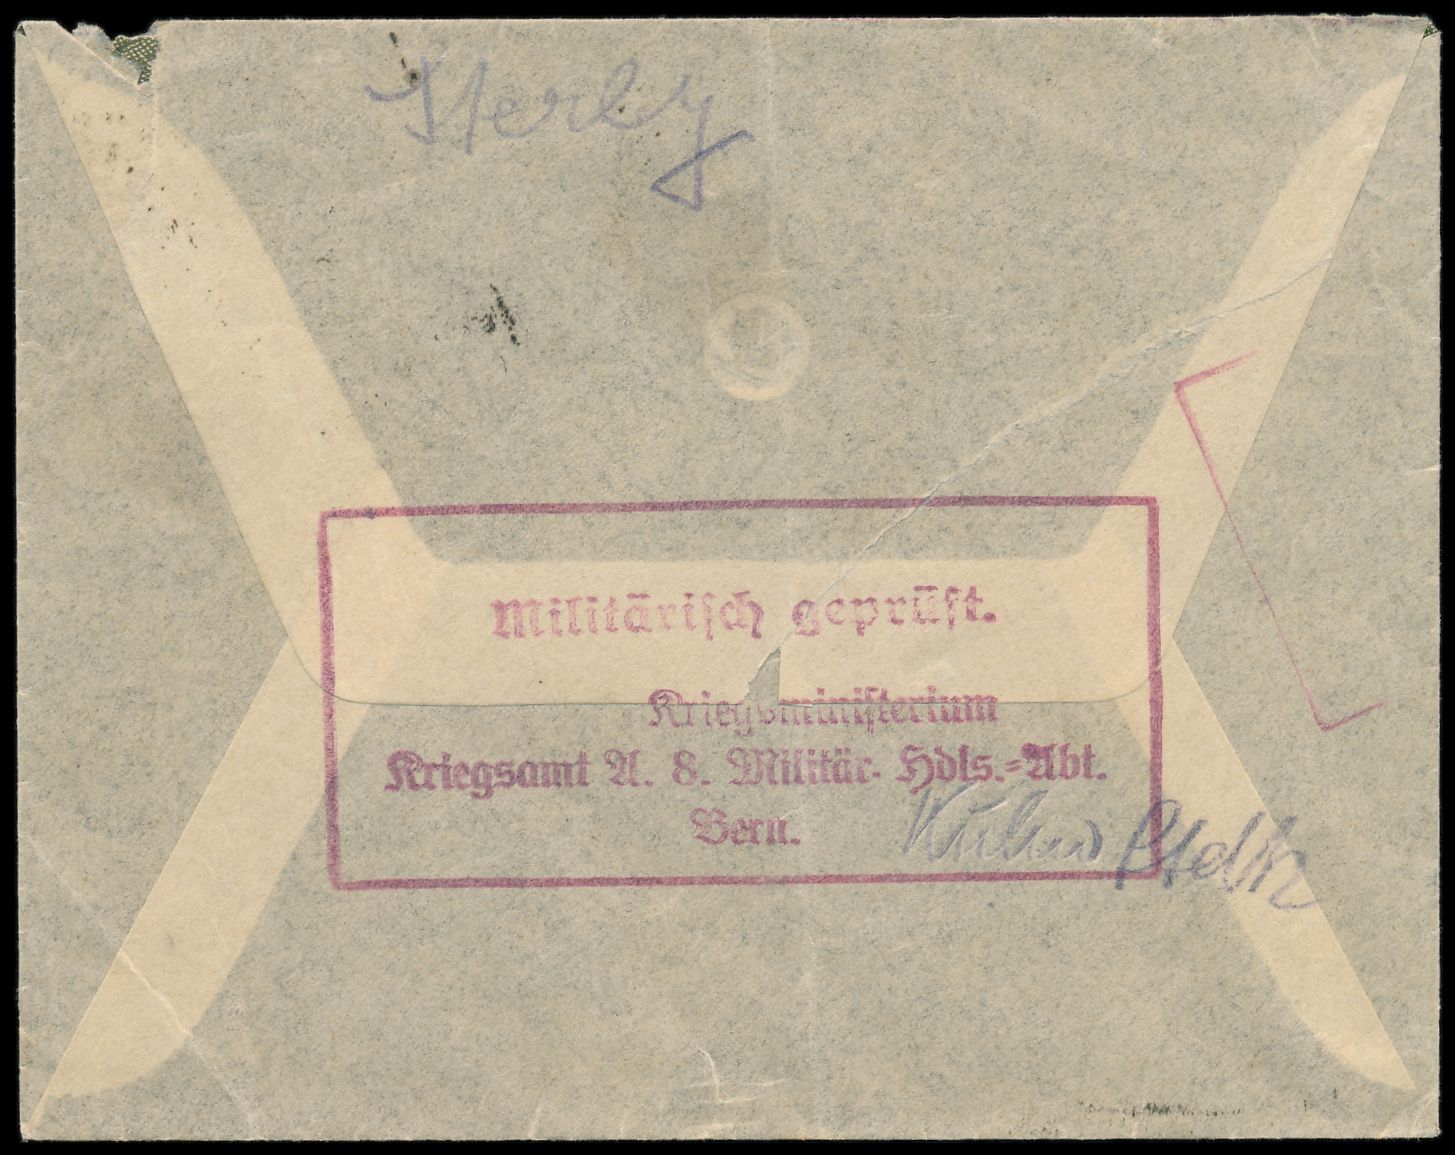 Militärisch geprüft.
Kriegsministerium
Kriegsamt A. 8. Militär- Hdls.-Abt.
Bern.